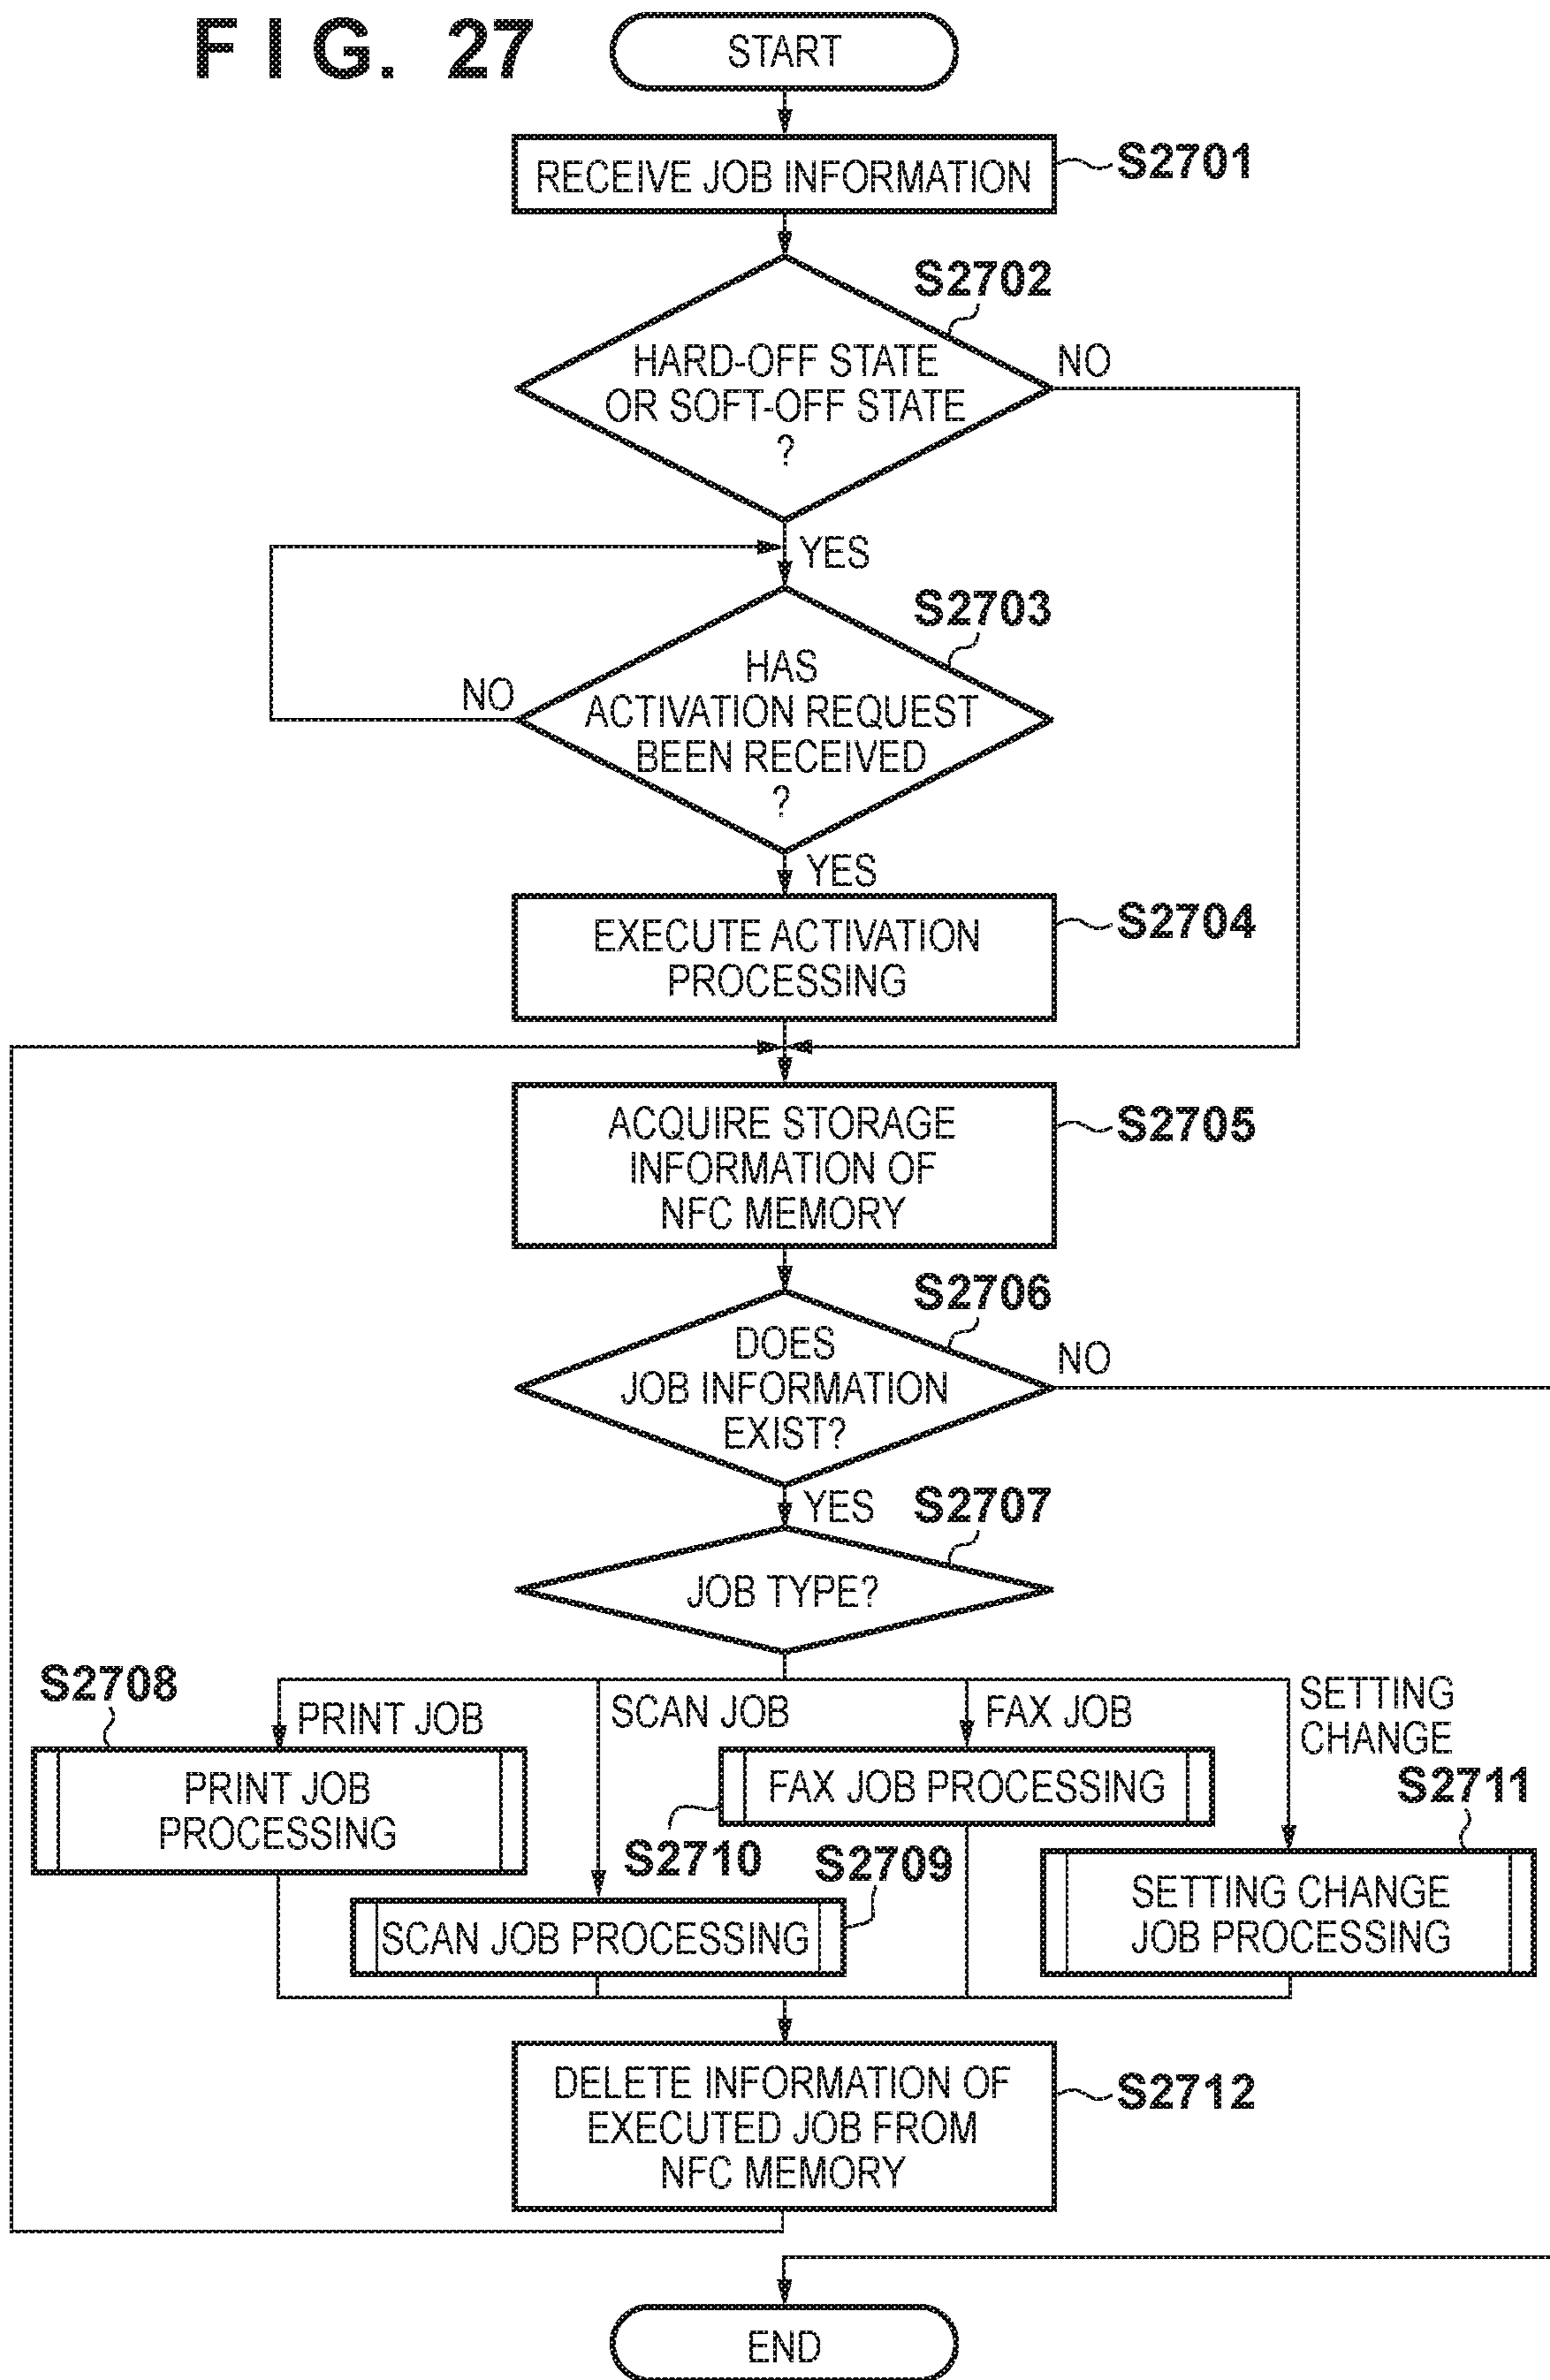 FIG. 27
START
RECEIVE JOB INFORMATION
S2701
S2702
HARD-OFF STATE
OR SOFT-OFF STATE
?
NO
YES
S2703
HAS
ACTIVATION REQUEST
BEEN RECEIVED
?
NO
YES
EXECUTE ACTIVATION
PROCESSING
S2704
ACQUIRE STORAGE
INFORMATION OF
NFC MEMORY
S2705
S2706
DOES
JOB INFORMATION
EXIST?
NO
YES
S2707
JOB TYPE?
S2708
PRINT JOB
SCAN JOB
FAX JOB
SETTING
CHANGE
PRINT JOB
PROCESSING
FAX JOB PROCESSING
S2711
S2710
S2709
SCAN JOB PROCESSING
SETTING CHANGE
JOB PROCESSING
DELETE INFORMATION OF
EXECUTED JOB FROM
NFC MEMORY
S2712
END